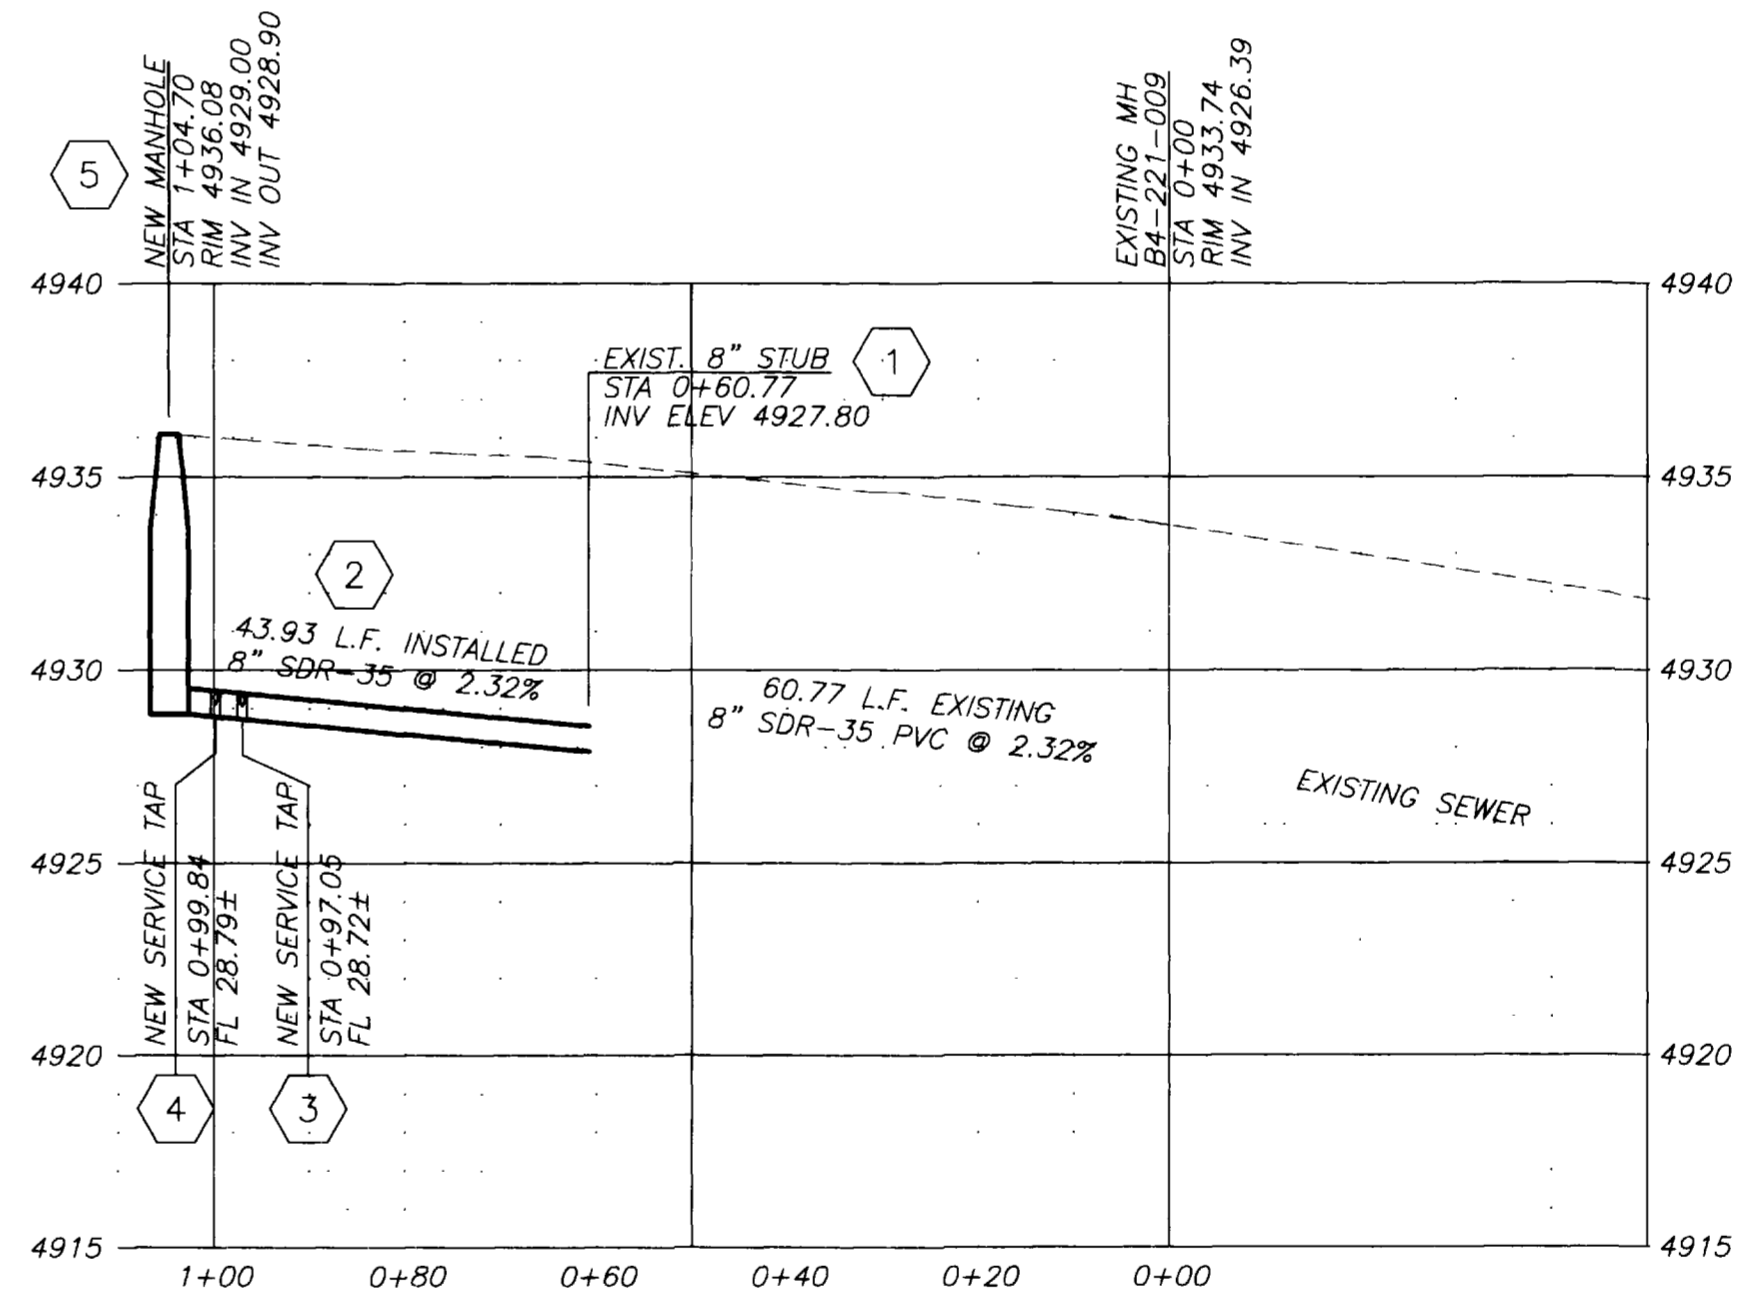 NEW MANHOLE
STA 1+04.70
RIM 4936.08
INV IN 4929.00
INV OUT 4928.90
5
EXISTING MH
B4-221-009
STA 0+00
RIM 4933.74
INV IN 4926.39
4940
4940
EXIST. 8" STUB
STA 0+60.77
INV ELEV 4927.80
1
4935
4935
2
43.93 L.F. INSTALLED
8" SDR-35 @ 2.32%
4930
4930
60.77 L.F. EXISTING
8" SDR-35 PVC @ 2.32%
EXISTING SEWER
NEW SERVICE TAP
STA 0+99.84
FL 28.79±
NEW SERVICE TAP
STA 0+97.05
FL 28.72±
4925
4925
4920
4920
4
3
4915
4915
1+00 0+80 0+60 0+40 0+20 0+00